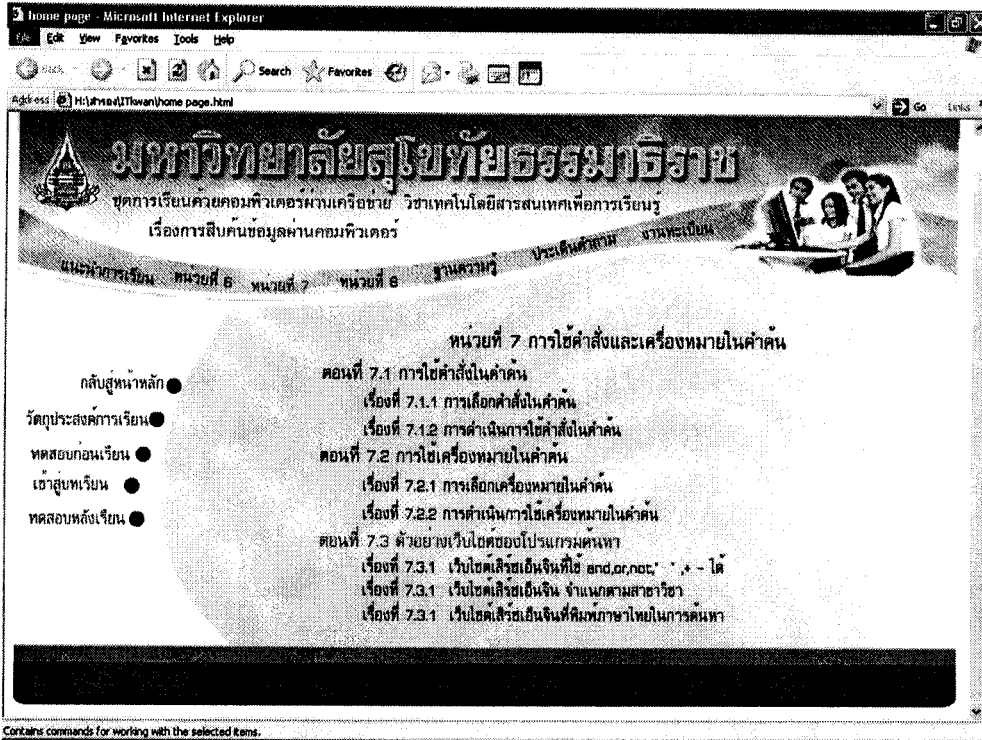 home page - Microsoft Internet Explorer
File Edit View Favorites Tools Help
Back Search Favorites
Address H:\สำรอง\ITkwan\home page.html Go Links
มหาวิทยาลัยสุโขทัยธรรมาธิราช
ชุดการเรียนด้วยคอมพิวเตอร์ผ่านเครือข่าย วิชาเทคโนโลยีสารสนเทศเพื่อการเรียนรู้
เรื่องการสืบค้นข้อมูลผ่านคอมพิวเตอร์
แนะนำการเรียน หน่วยที่ 6 หน่วยที่ 7 หน่วยที่ 8 ฐานความรู้ ประเด็นคำถาม งานทะเบียน
หน่วยที่ 7 การใช้คำสั่งและเครื่องหมายในคำค้น
กลับสู่หน้าหลัก
วัตถุประสงค์การเรียน
ทดสอบก่อนเรียน
เข้าสู่บทเรียน
ทดสอบหลังเรียน
ตอนที่ 7.1 การใช้คำสั่งในคำค้น
เรื่องที่ 7.1.1 การเลือกคำสั่งในคำค้น
เรื่องที่ 7.1.2 การดำเนินการใช้คำสั่งในคำค้น
ตอนที่ 7.2 การใช้เครื่องหมายในคำค้น
เรื่องที่ 7.2.1 การเลือกเครื่องหมายในคำค้น
เรื่องที่ 7.2.2 การดำเนินการใช้เครื่องหมายในคำค้น
ตอนที่ 7.3 ตัวอย่างเว็บไซต์ของโปรแกรมค้นหา
เรื่องที่ 7.3.1 เว็บไซต์เสิร์ชเอ็นจินที่ใช้ and,or,not," ",+ - ได้
เรื่องที่ 7.3.1 เว็บไซต์เสิร์ชเอ็นจิน จำแนกตามสาขาวิชา
เรื่องที่ 7.3.1 เว็บไซต์เสิร์ชเอ็นจินที่พิมพ์ภาษาไทยในการค้นหา
Contains commands for working with the selected items.